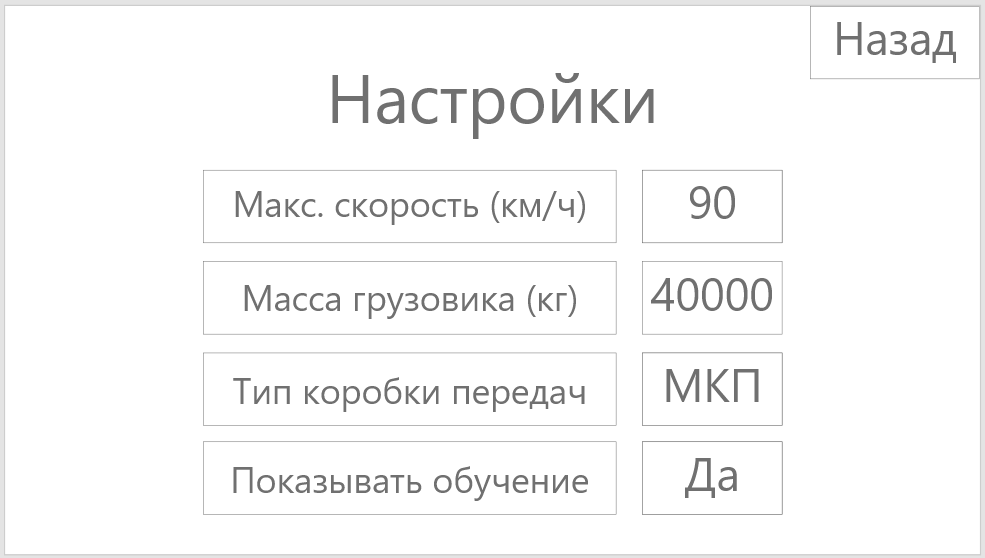 Назад
Настройки
Макс. скорость (км/ч) 90
Масса грузовика (кг) 40000
Тип коробки передач МКП
Показывать обучение Да